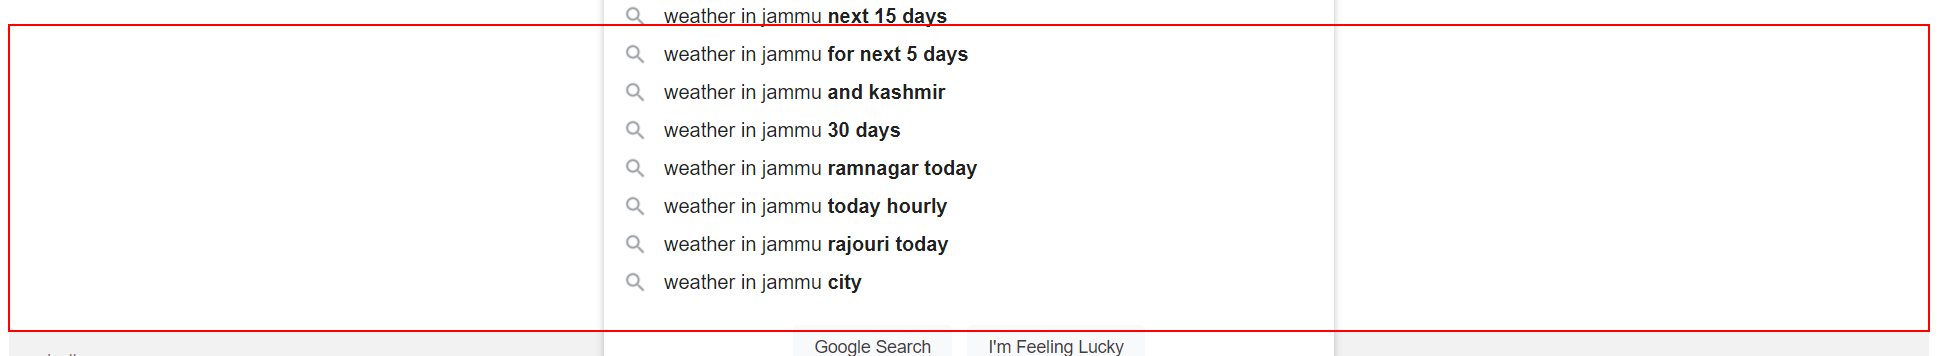 weather in jammu next 15 days
weather in jammu for next 5 days
weather in jammu and kashmir
weather in jammu 30 days
weather in jammu ramnagar today
weather in jammu today hourly
weather in jammu rajouri today
weather in jammu city
Google Search I'm Feeling Lucky